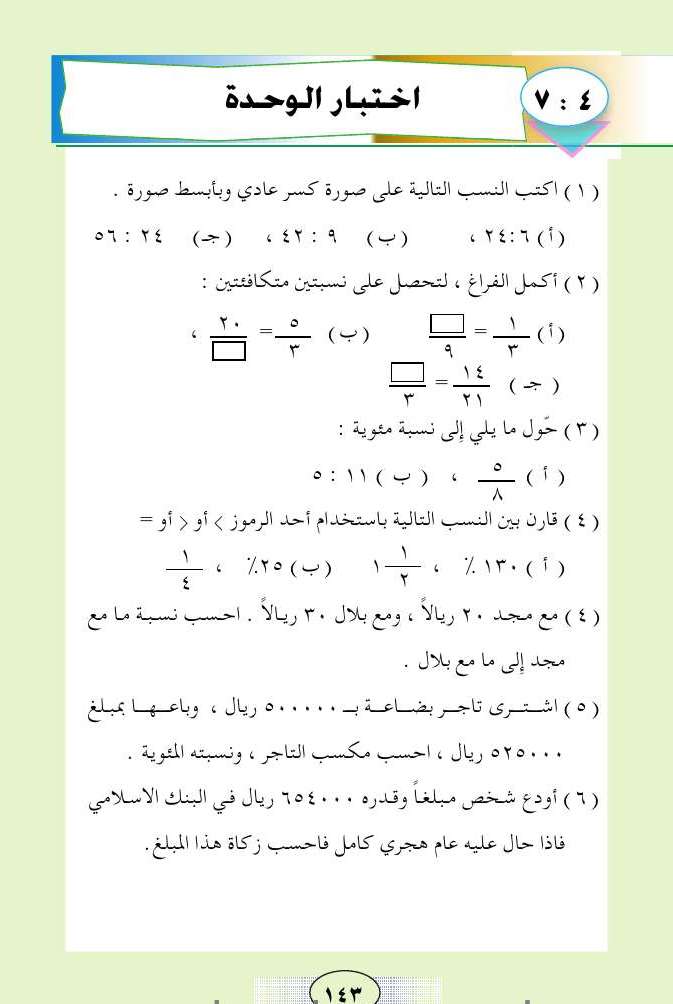 ٤ : ٧
اختبار الوحدة
( ١ ) اكتب النسب التالية على صورة كسر عادي وبأبسط صورة .
( أ ) ٦:٢٤ ، ( ب ) ٩ : ٤٢ ، ( جـ ) ٢٤ : ٥٦
( ٢ ) أكمل الفراغ ، لتحصل على نسبتين متكافئتين :
( أ ) ١/٣ = □/٩ ( ب ) ٥/٣ = ٢٠/□ ،
( جـ ) ١٤/٢١ = □/٣
( ٣ ) حّول ما يلي إلى نسبة مئوية :
( أ ) ٥/٨ ، ( ب ) ١١ : ٥
( ٤ ) قارن بين النسب التالية باستخدام أحد الرموز > أو < أو =
( أ ) ١٣٠ ٪ ، ١ ١/٢ ( ب ) ٢٥٪ ، ١/٤
( ٤ ) مع مجد ٢٠ ريالاً ، ومع بلال ٣٠ ريالاً . احسب نسبة ما مع
مجد إلى ما مع بلال .
( ٥ ) اشترى تاجر بضاعة بـ ٥٠٠٠٠٠ ريال ، وباعها بمبلغ
٥٢٥٠٠٠ ريال ، احسب مكسب التاجر ، ونسبته المئوية .
( ٦ ) أودع شخص مبلغاً وقدره ٦٥٤٠٠٠ ريال في البنك الاسلامي
فاذا حال عليه عام هجري كامل فاحسب زكاة هذا المبلغ .
١٤٣